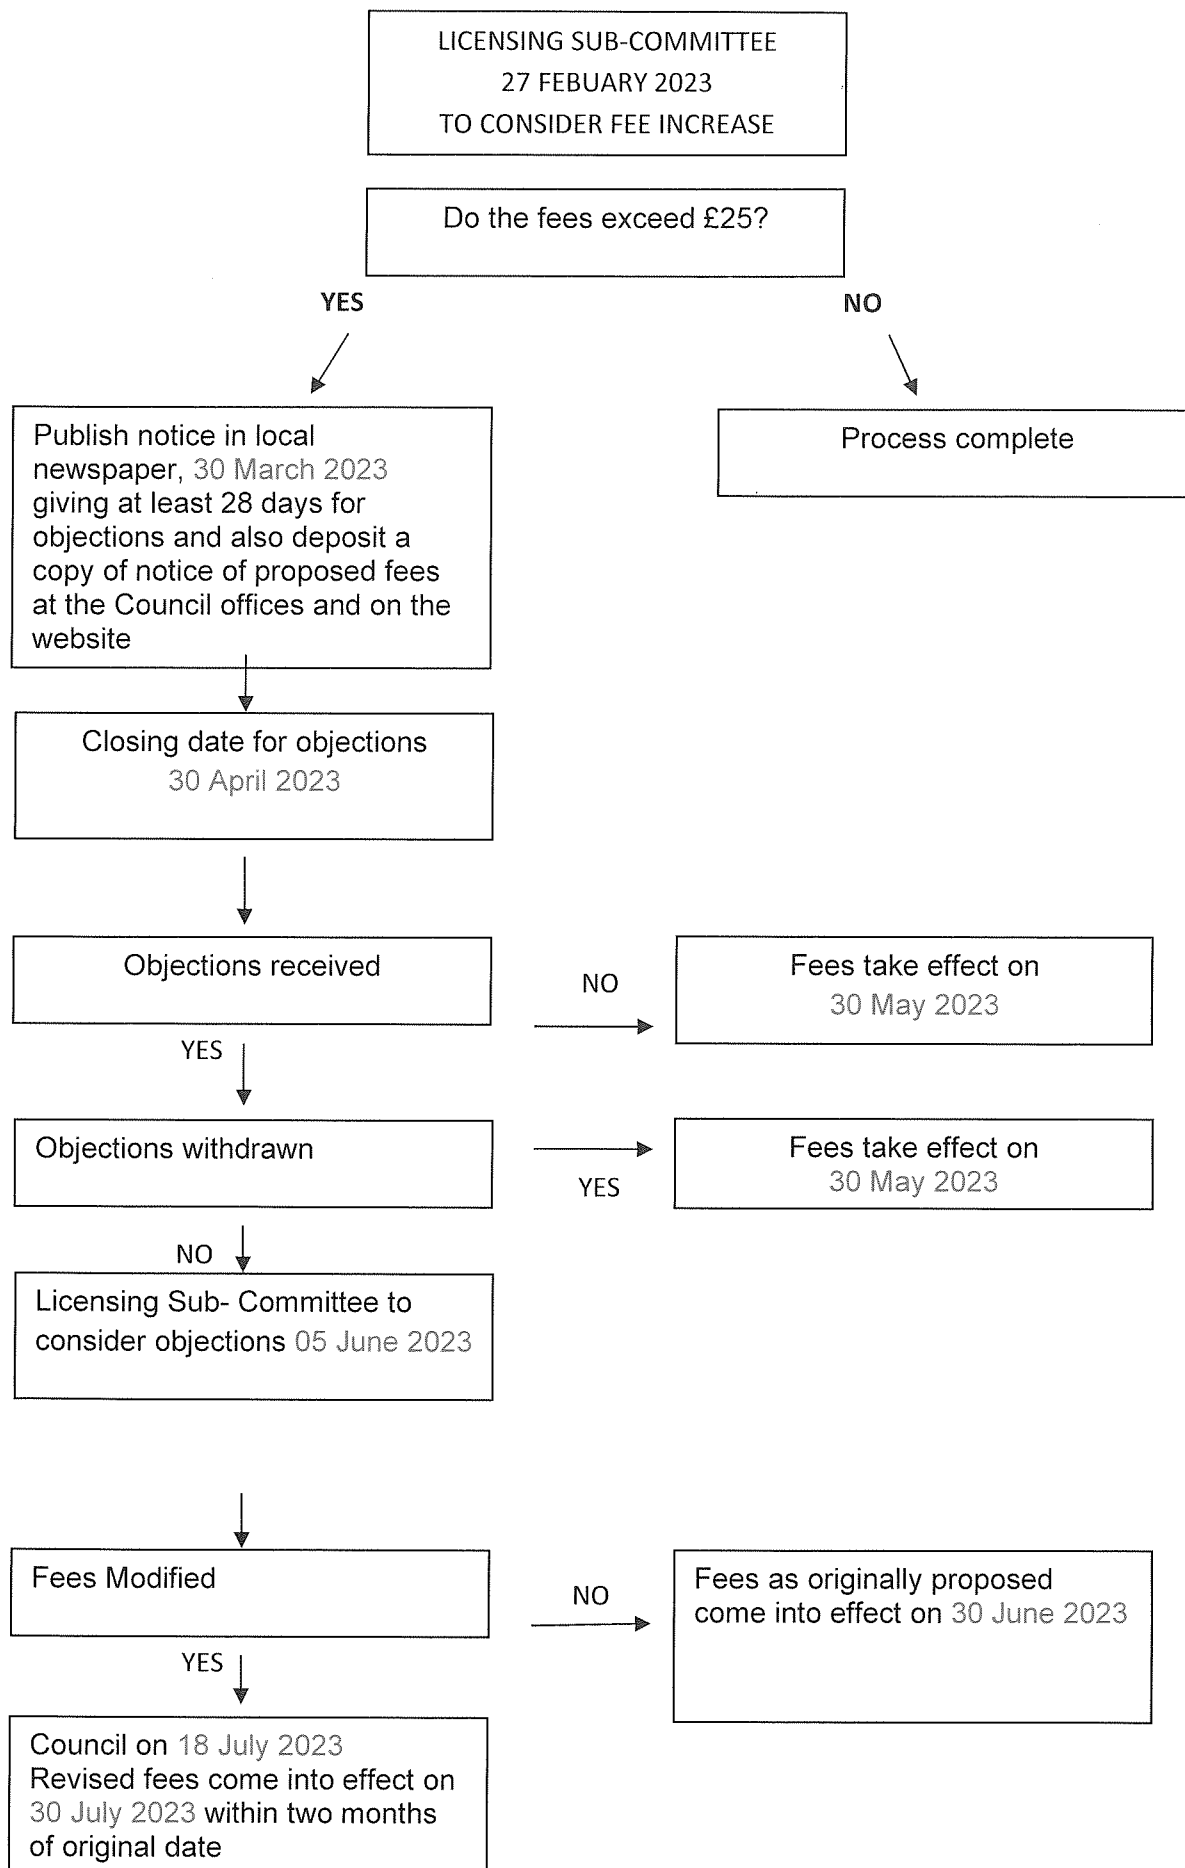 LICENSING SUB-COMMITTEE
27 FEBUARY 2023
TO CONSIDER FEE INCREASE
Do the fees exceed £25?
YES
NO
Publish notice in local
newspaper, 30 March 2023
giving at least 28 days for
objections and also deposit a
copy of notice of proposed fees
at the Council offices and on the
website
Process complete
Closing date for objections
30 April 2023
Objections received
NO
Fees take effect on
30 May 2023
YES
Objections withdrawn
YES
Fees take effect on
30 May 2023
NO
Licensing Sub- Committee to
consider objections 05 June 2023
Fees Modified
NO
Fees as originally proposed
come into effect on 30 June 2023
YES
Council on 18 July 2023
Revised fees come into effect on
30 July 2023 within two months
of original date